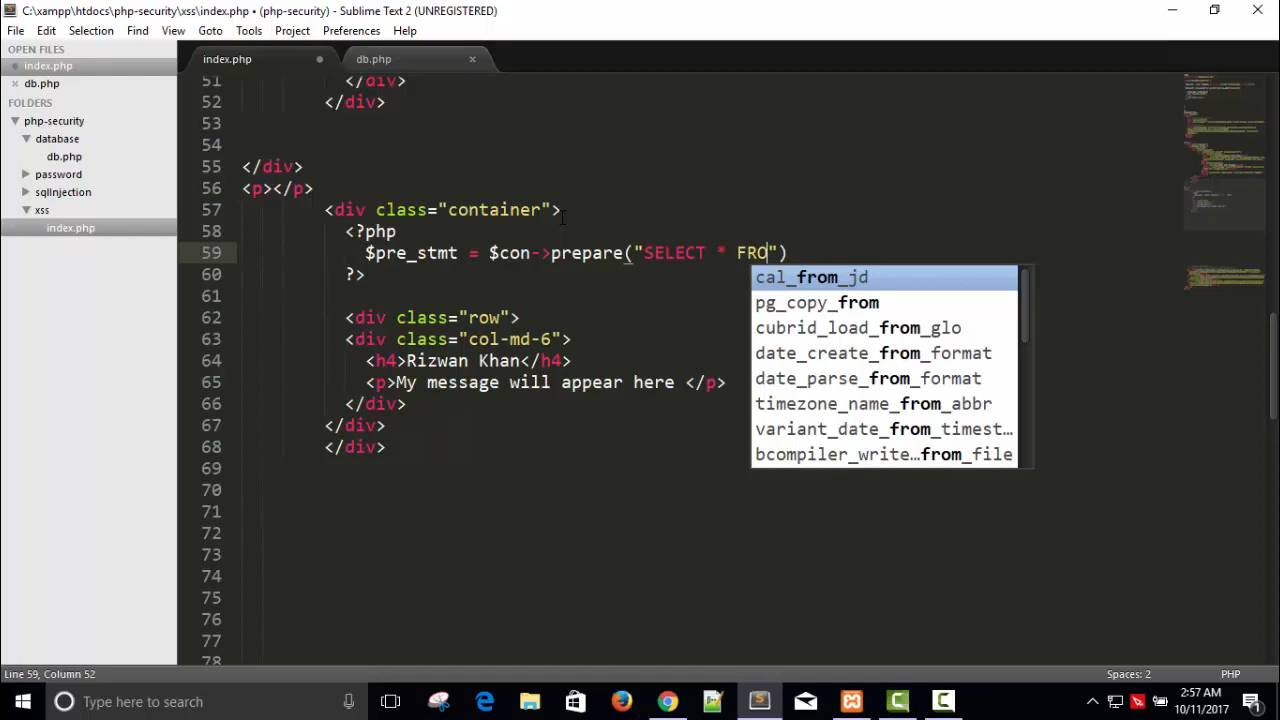 C:\xampp\htdocs\php-security\xss\index.php • (php-security) - Sublime Text 2 (UNREGISTERED)
File Edit Selection Find View Goto Tools Project Preferences Help
OPEN FILES
index.php
db.php
FOLDERS
php-security
database
db.php
password
sqlInjection
xss
index.php
index.php
db.php
51 </div>
52 </div>
53
54
55 </div>
56 <p></p>
57 <div class="container">
58 <?php
59 $pre_stmt = $con->prepare("SELECT * FRO")
60 ?>
61
62 <div class="row">
63 <div class="col-md-6">
64 <h4>Rizwan Khan</h4>
65 <p>My message will appear here </p>
66 </div>
67 </div>
68 </div>
69
70
71
72
73
74
75
76
77
78
cal_from_jd
pg_copy_from
cubrid_load_from_glo
date_create_from_format
date_parse_from_format
timezone_name_from_abbr
variant_date_from_timest…
bcompiler_write…from_file
Line 59, Column 52
Spaces: 2
PHP
Type here to search
2:57 AM
10/11/2017
1